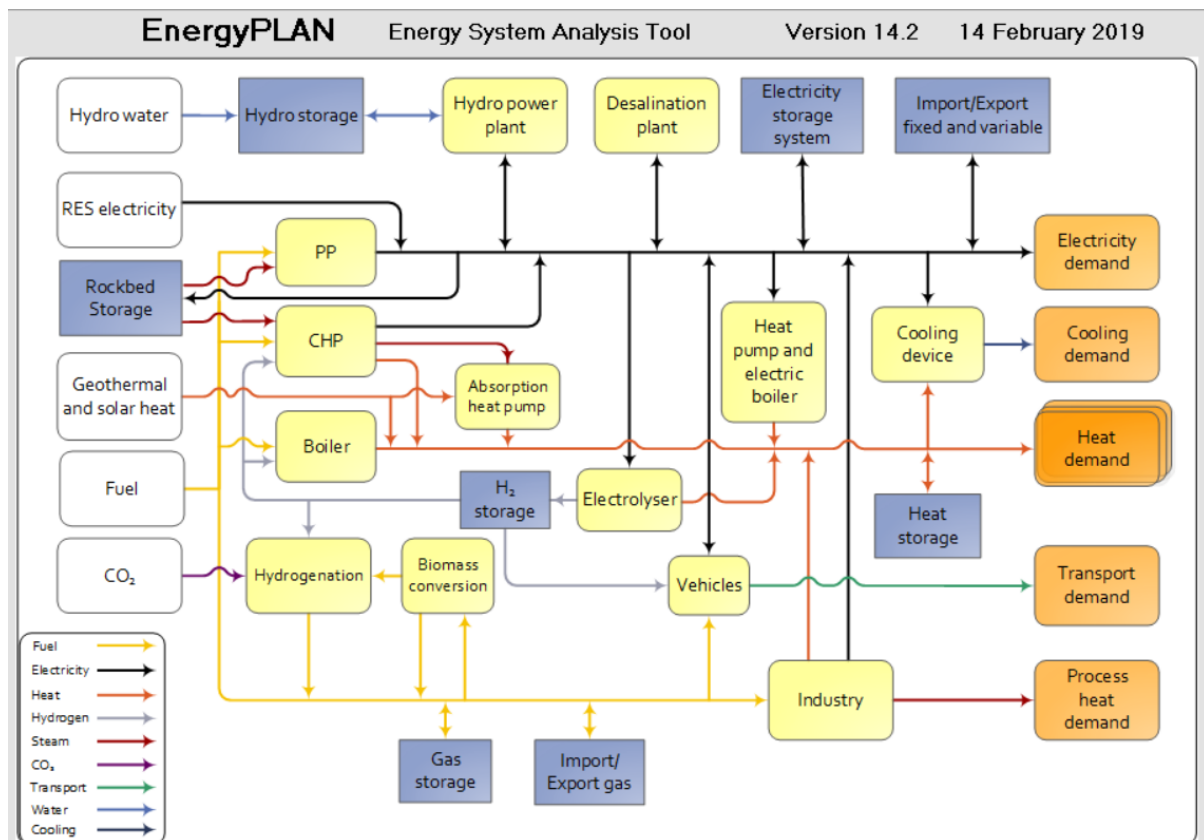 EnergyPLAN Energy System Analysis Tool Version 14.2 14 February 2019
Hydro water
Hydro storage
Hydro power
plant
Desalination
plant
Electricity
storage
system
Import/Export
fixed and variable
RES electricity
PP
Electricity
demand
Rockbed
Storage
CHP
Heat
pump and
electric
boiler
Cooling
device
Cooling
demand
Geothermal
and solar heat
Absorption
heat pump
Boiler
Heat
demand
Fuel
H₂
storage
Electrolyser
Heat
storage
CO₂
Hydrogenation
Biomass
conversion
Vehicles
Transport
demand
Fuel
Electricity
Heat
Hydrogen
Steam
CO₂
Transport
Water
Cooling
Gas
storage
Import/
Export gas
Industry
Process
heat
demand